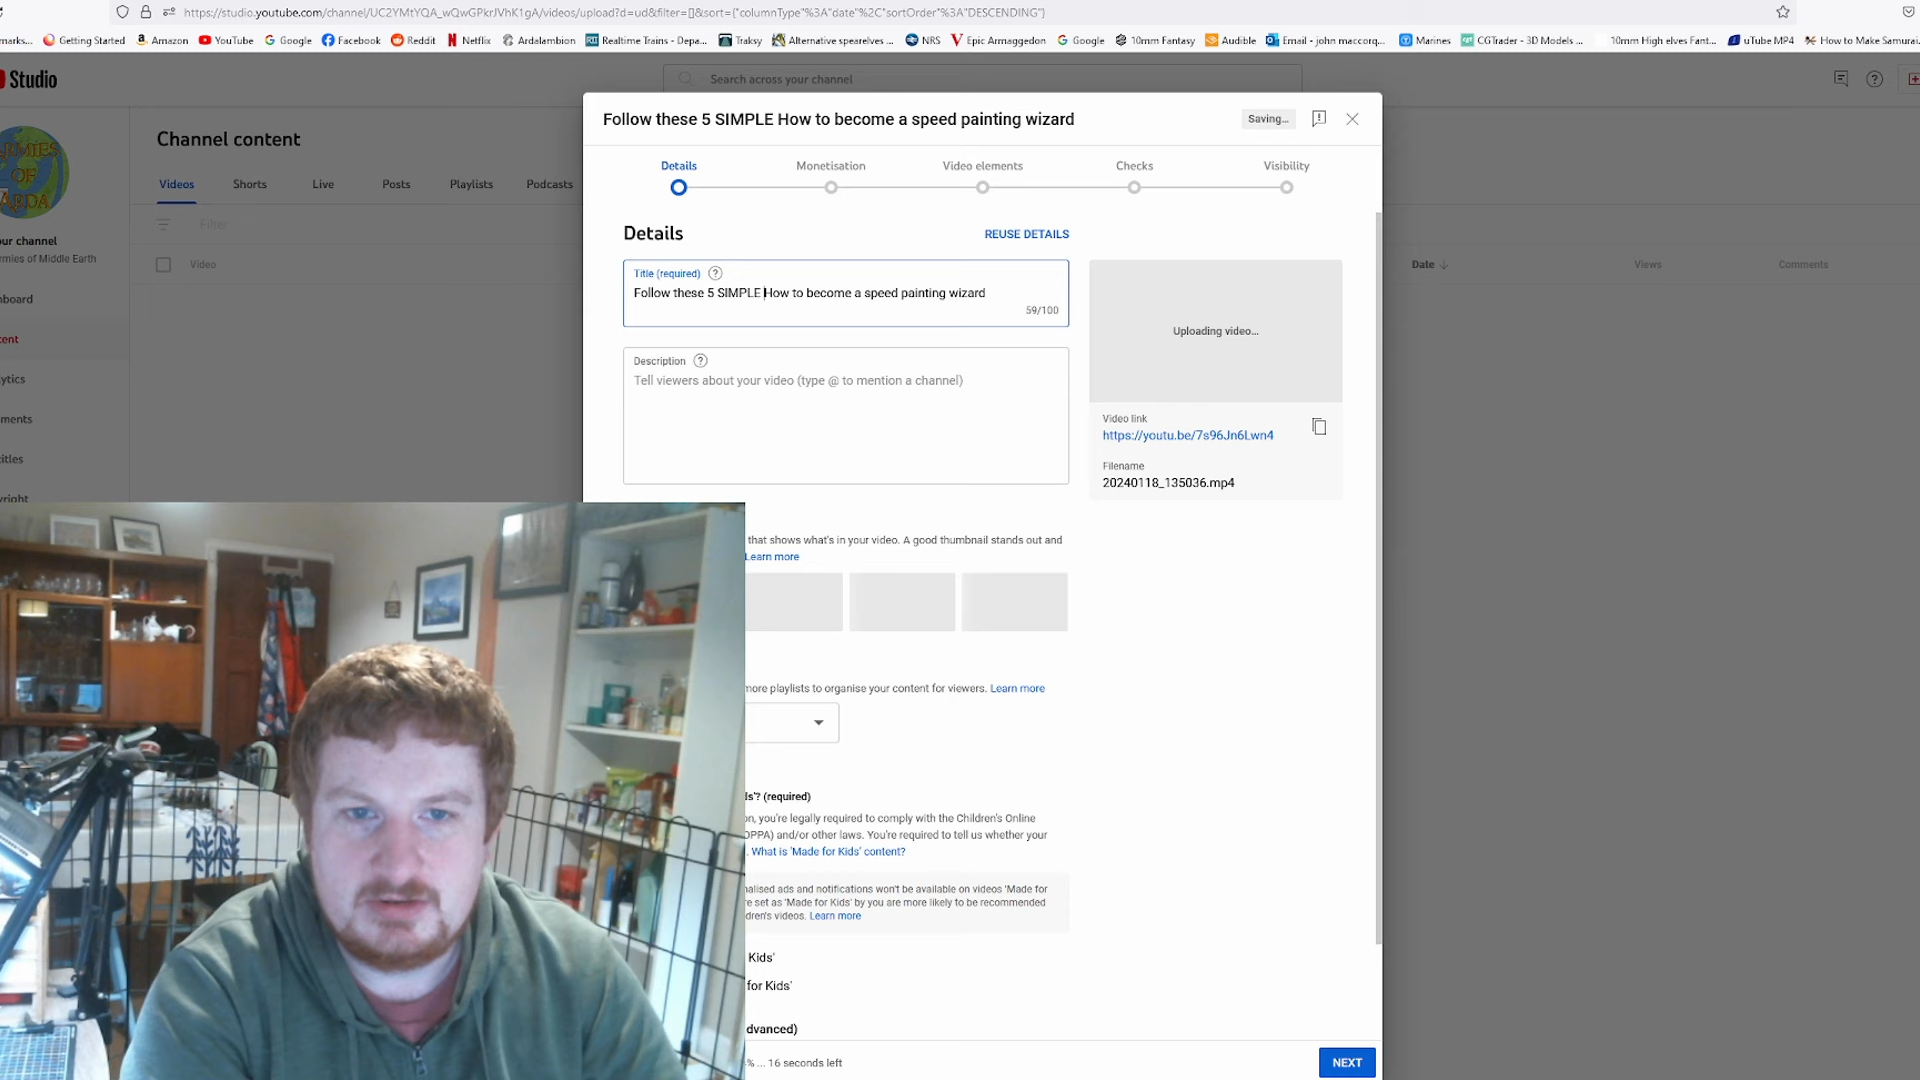 https://studio.youtube.com/channel/UC2YMtYQA_wQwGPkrJVhK1gA/videos/upload?d=ud&filter=[]&sort={"columnType"%3A"date"%2C"sortOrder"%3A"DESCENDING"}
marks... Getting Started Amazon YouTube Google Facebook Reddit Netflix Ardalambion Realtime Trains - Depa... Traksy Alternative spearelves ... NRS Epic Armaggedon Google 10mm Fantasy Audible Email - john maccorq... Marines CGTrader - 3D Models ... 10mm High elves Fant... uTube MP4 How to Make Samurai
Studio
Search across your channel
Follow these 5 SIMPLE How to become a speed painting wizard
Saving...
Channel content
Details Monetisation Video elements Checks Visibility
Videos Shorts Live Posts Playlists Podcasts
ARMIES
OF
ARDA
Filter
Details
REUSE DETAILS
our channel
rmies of Middle Earth
Video
Date Views Comments
Title (required)
Follow these 5 SIMPLE How to become a speed painting wizard
59/100
hboard
ent
ytics
ments
titles
yright
Uploading video...
Description
Tell viewers about your video (type @ to mention a channel)
Video link
https://youtu.be/7s96Jn6Lwn4
Filename
20240118_135036.mp4
that shows what's in your video. A good thumbnail stands out and
Learn more
more playlists to organise your content for viewers. Learn more
ds'? (required)
on, you're legally required to comply with the Children's Online
OPPA) and/or other laws. You're required to tell us whether your
. What is 'Made for Kids' content?
nalised ads and notifications won't be available on videos 'Made for
re set as 'Made for Kids' by you are more likely to be recommended
dren's videos. Learn more
Kids'
for Kids'
dvanced)
% ... 16 seconds left
NEXT